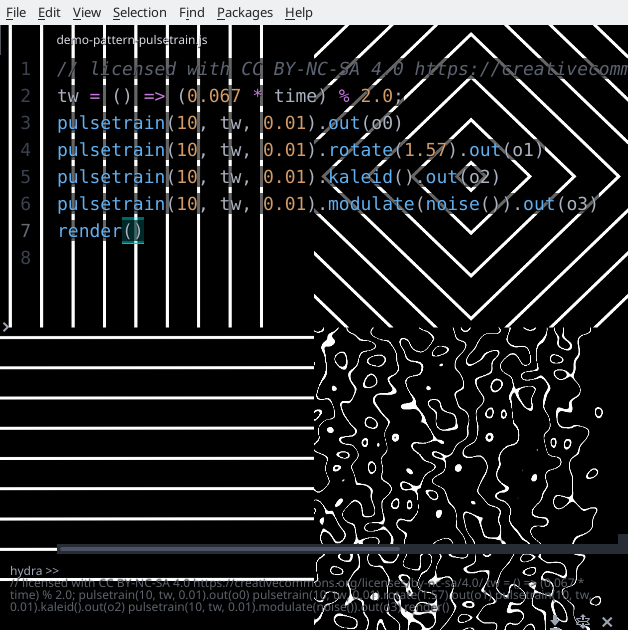 File Edit View Selection Find Packages Help
demo-pattern-pulsetrain.js
1 // licensed with CC BY-NC-SA 4.0 https://creativecomm
2 tw = () => (0.067 * time) % 2.0;
3 pulsetrain(10, tw, 0.01).out(o0)
4 pulsetrain(10, tw, 0.01).rotate(1.57).out(o1)
5 pulsetrain(10, tw, 0.01).kaleid().out(o2)
6 pulsetrain(10, tw, 0.01).modulate(noise()).out(o3)
7 render()
8
hydra >>
// licensed with CC BY-NC-SA 4.0 https://creativecommons.org/licenses/by-nc-sa/4.0/ tw = () => (0.067 *
time) % 2.0; pulsetrain(10, tw, 0.01).out(o0) pulsetrain(10, tw, 0.01).rotate(1.57).out(o1) pulsetrain(10, tw,
0.01).kaleid().out(o2) pulsetrain(10, tw, 0.01).modulate(noise()).out(o3) render()